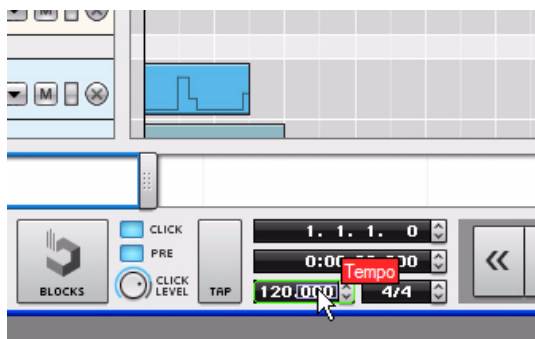 M
M
CLICK
PRE
CLICK
LEVEL
BLOCKS
TAP
1. 1. 1. 0
Tempo
120.000
4/4